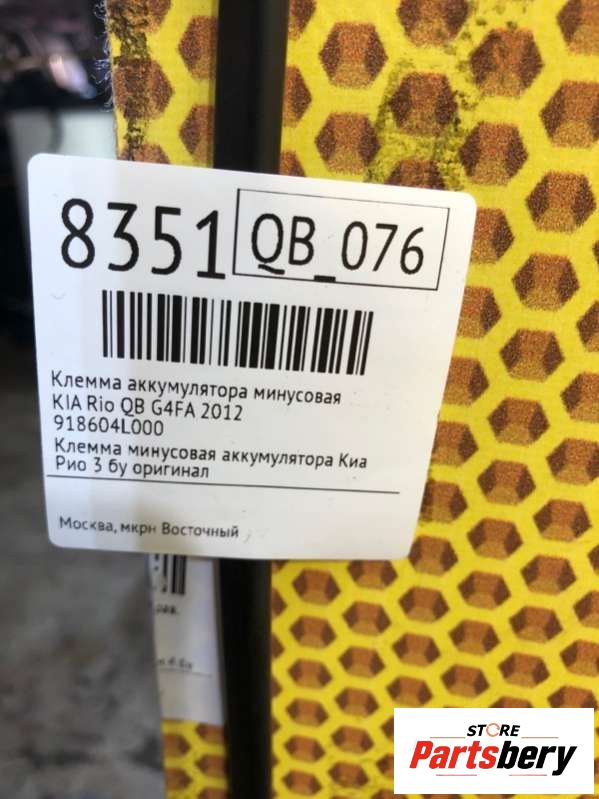 8351 QB_076
Клемма аккумулятора минусовая
KIA Rio QB G4FA 2012
918604L000
Клемма минусовая аккумулятора Киа
Рио 3 бу оригинал
Москва, мкрн Восточный
STORE
Partsbery